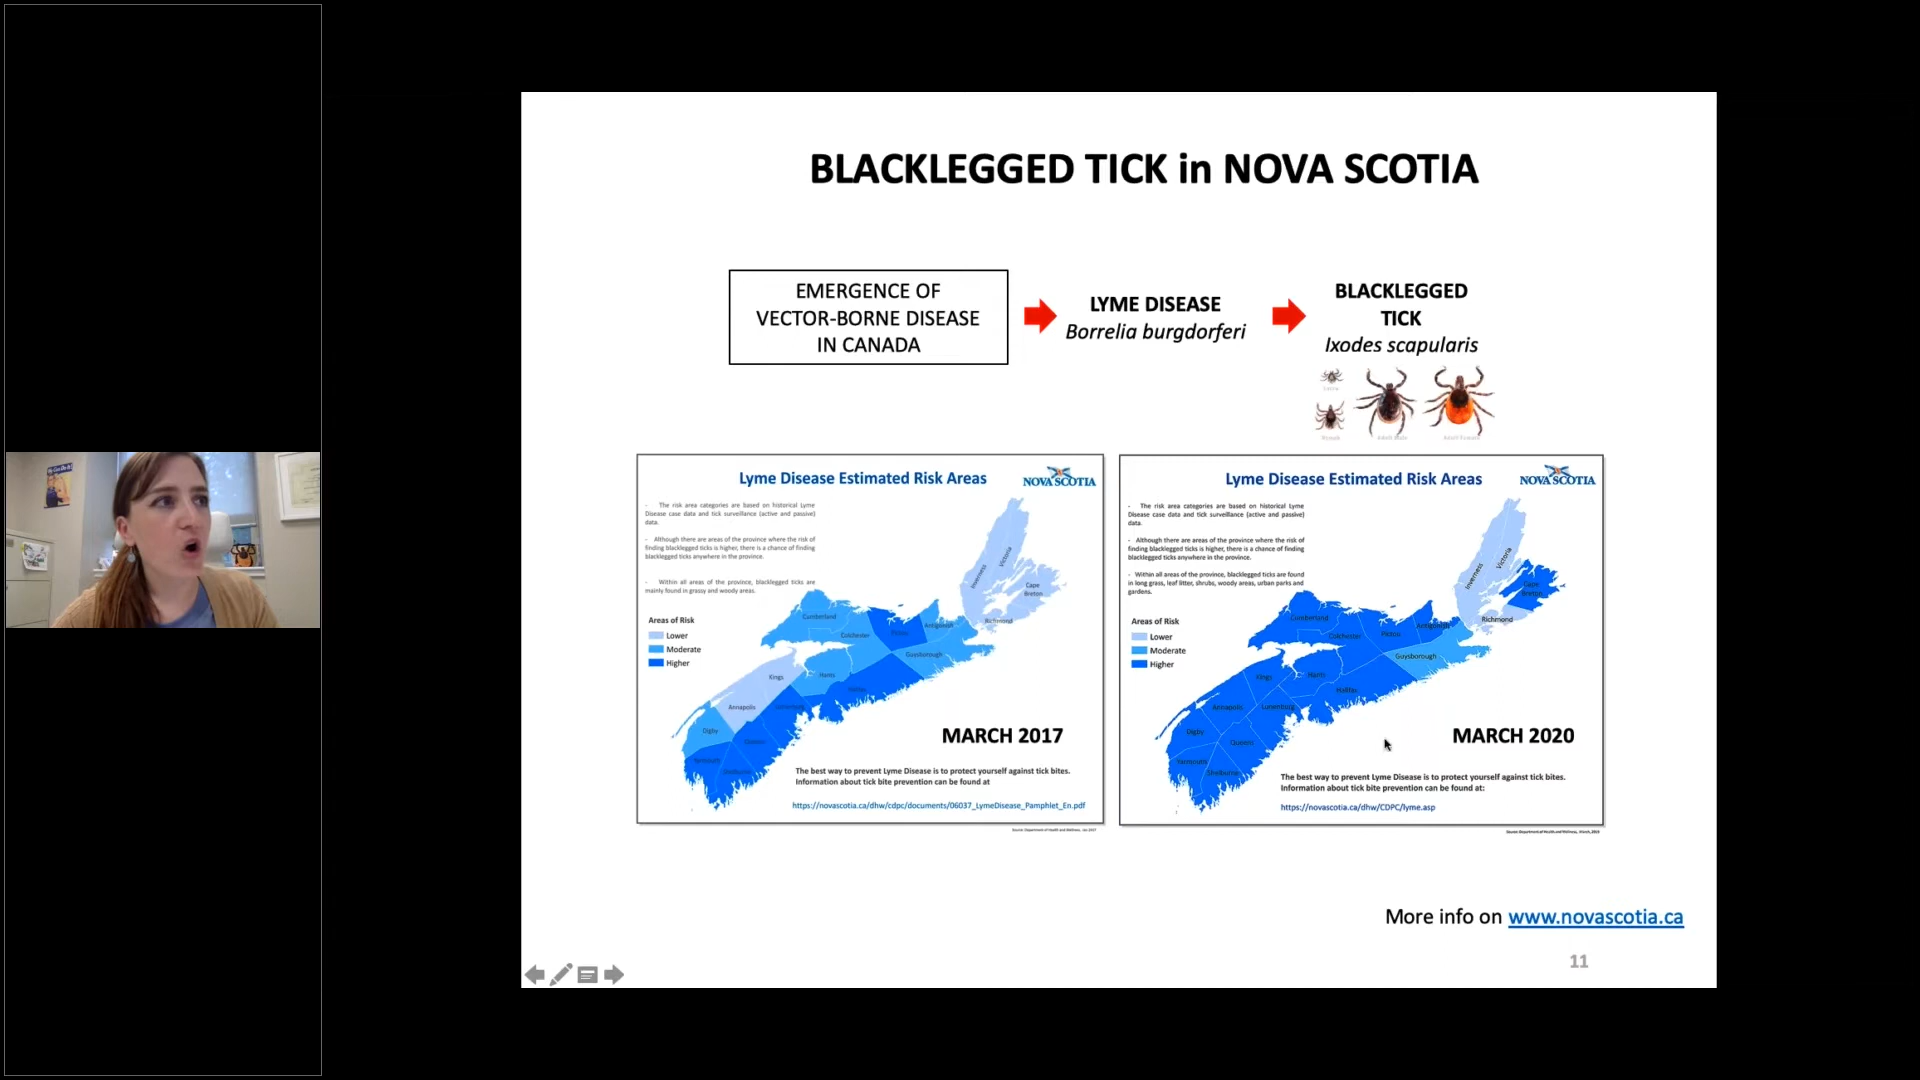 BLACKLEGGED TICK in NOVA SCOTIA
EMERGENCE OF
VECTOR-BORNE DISEASE
IN CANADA
LYME DISEASE
Borrelia burgdorferi
BLACKLEGGED
TICK
Ixodes scapularis
Larva
Nymph
Adult Male
Adult Female
Lyme Disease Estimated Risk Areas
NOVA SCOTIA
- The risk area categories are based on historical Lyme
Disease case data and tick surveillance (active and passive)
data.
- Although there are areas of the province where the risk of
finding blacklegged ticks is higher, there is a chance of finding
blacklegged ticks anywhere in the province.
- Within all areas of the province, blacklegged ticks are
mainly found in grassy and woody areas.
Areas of Risk
Lower
Moderate
Higher
Inverness
Victoria
Cape
Breton
Richmond
Cumberland
Colchester
Pictou
Antigonish
Guysborough
Kings
Hants
Halifax
Annapolis
Lunenburg
Digby
Queens
Yarmouth
Shelburne
MARCH 2017
The best way to prevent Lyme Disease is to protect yourself against tick bites.
Information about tick bite prevention can be found at
https://novascotia.ca/dhw/cdpc/documents/06037_LymeDisease_Pamphlet_En.pdf
Lyme Disease Estimated Risk Areas
NOVA SCOTIA
- The risk area categories are based on historical Lyme
Disease case data and tick surveillance (active and passive)
data.
- Although there are areas of the province where the risk of
finding blacklegged ticks is higher, there is a chance of finding
blacklegged ticks anywhere in the province.
- Within all areas of the province, blacklegged ticks are found
in long grass, leaf litter, shrubs, woody areas, urban parks and
gardens.
Areas of Risk
Lower
Moderate
Higher
Inverness
Victoria
Cape
Breton
Richmond
Cumberland
Colchester
Pictou
Antigonish
Guysborough
Kings
Hants
Halifax
Annapolis
Lunenburg
Digby
Queens
Yarmouth
Shelburne
MARCH 2020
The best way to prevent Lyme Disease is to protect yourself against tick bites.
Information about tick bite prevention can be found at:
https://novascotia.ca/dhw/CDPC/lyme.asp
More info on www.novascotia.ca
11